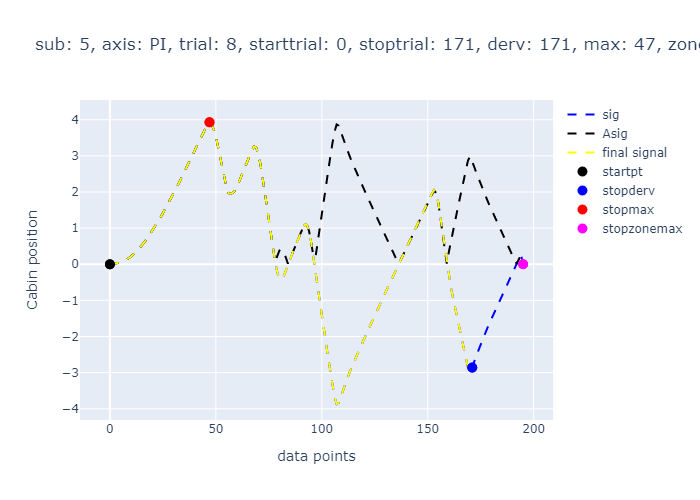 sub: 5, axis: PI, trial: 8, starttrial: 0, stoptrial: 171, derv: 171, max: 47, zone
sig
Asig
final signal
startpt
stopderv
stopmax
stopzonemax
4
3
2
1
0
−1
−2
−3
−4
Cabin position
0
50
100
150
200
data points